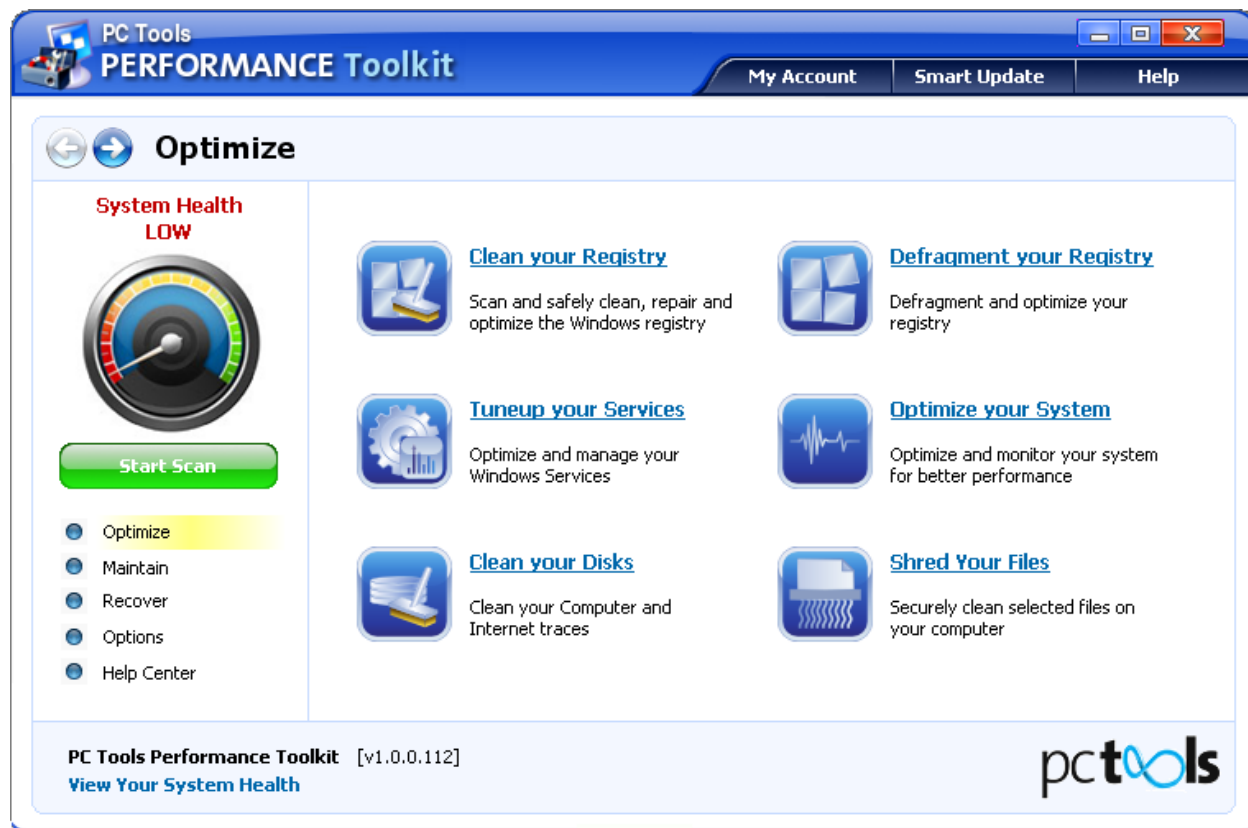 PC Tools
PERFORMANCE Toolkit
My Account
Smart Update
Help
Optimize
System Health
LOW
Start Scan
Optimize
Maintain
Recover
Options
Help Center
Clean your Registry
Scan and safely clean, repair and
optimize the Windows registry
Defragment your Registry
Defragment and optimize your
registry
Tuneup your Services
Optimize and manage your
Windows Services
Optimize your System
Optimize and monitor your system
for better performance
Clean your Disks
Clean your Computer and
Internet traces
Shred Your Files
Securely clean selected files on
your computer
PC Tools Performance Toolkit [v1.0.0.112]
View Your System Health
pctools